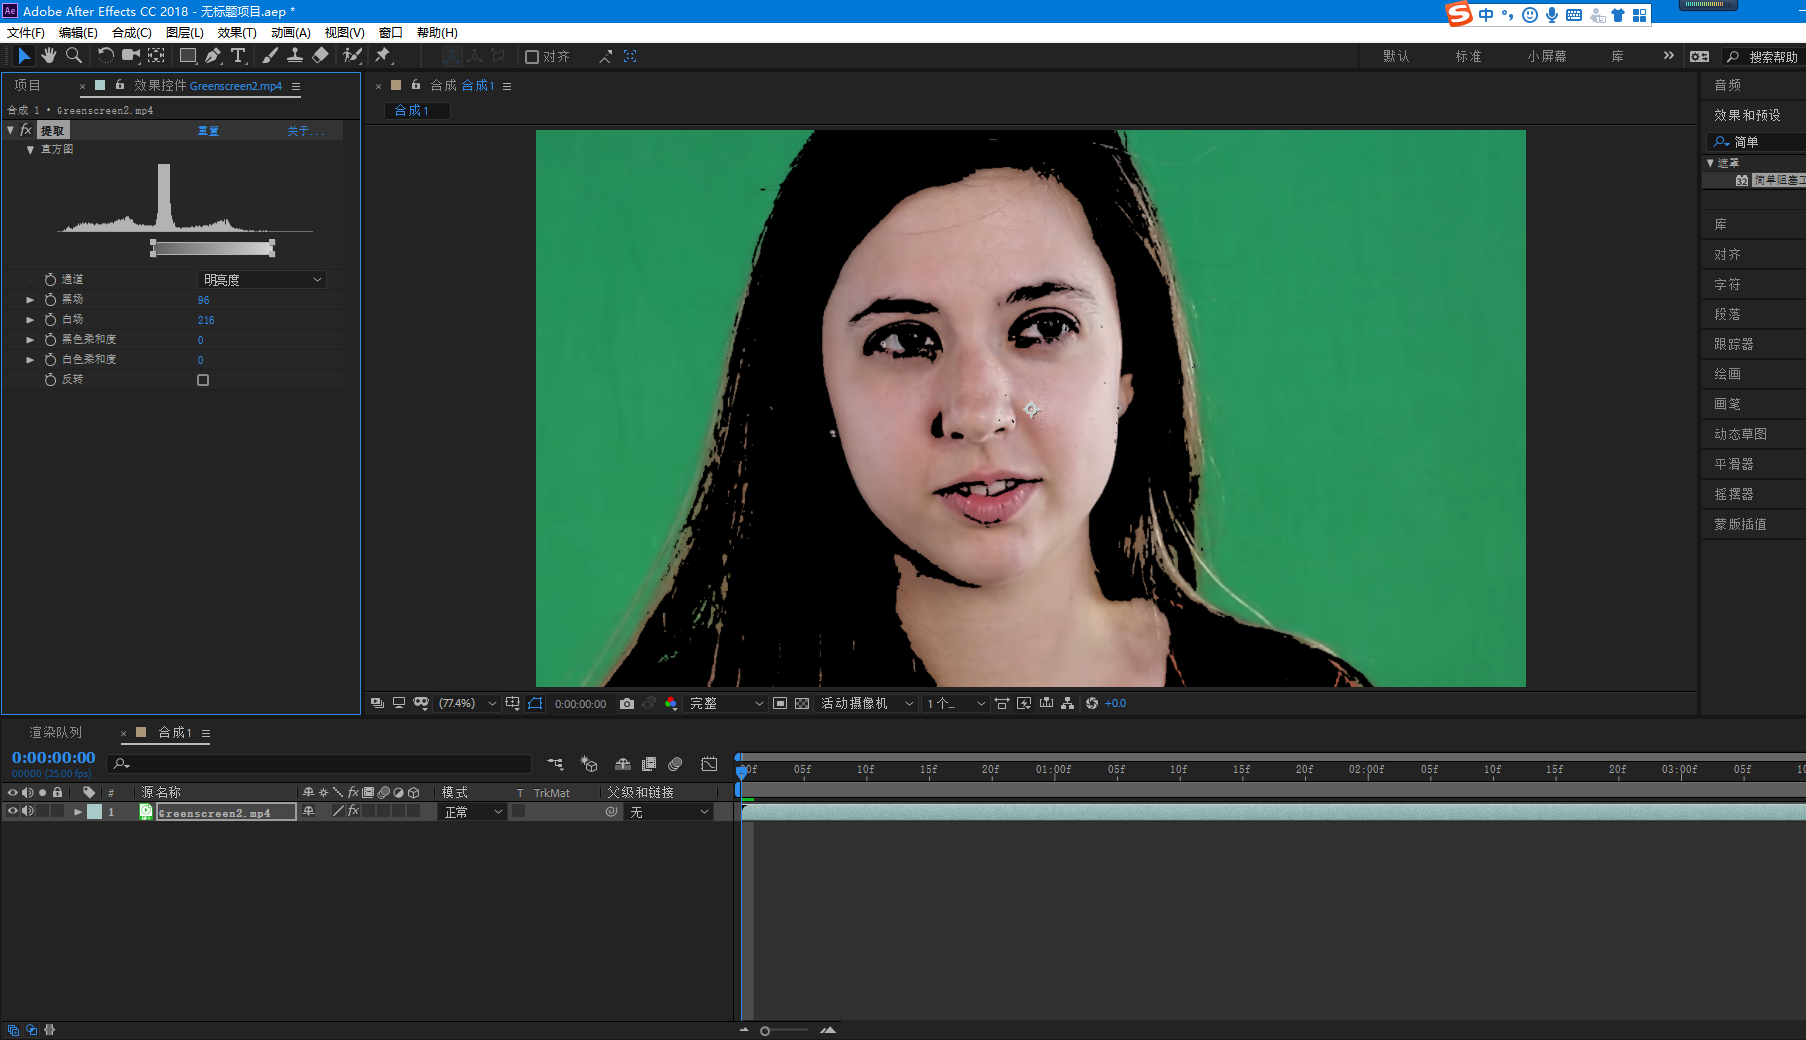 Ae Adobe After Effects CC 2018 - 无标题项目.aep *
中
文件(F) 编辑(E) 合成(C) 图层(L) 效果(T) 动画(A) 视图(V) 窗口 帮助(H)
对齐 默认 标准 小屏幕 库 搜索帮助
项目 × 效果控件 Greenscreen2.mp4
× 合成 合成1
音频
合成 1 • Greenscreen2.mp4
合成1
效果和预设
fx 提取 重置 关于...
直方图
简单
遮罩
32 简单阻塞工
通道 明亮度
黑场 96
白场 216
黑色柔和度 0
白色柔和度 0
反转
库
对齐
字符
段落
跟踪器
绘画
画笔
动态草图
平滑器
摇摆器
蒙版插值
(77.4%) 0:00:00:00 完整 活动摄像机 1个... +0.0
渲染队列 × 合成1
0:00:00:00
00000 (25.00 fps)
00f 05f 10f 15f 20f 01:00f 05f 10f 15f 20f 02:00f 05f 10f 15f 20f 03:00f 05f 10
# 源名称 fx 模式 T TrkMat 父级和链接
1 Greenscreen2.mp4 fx 正常 无